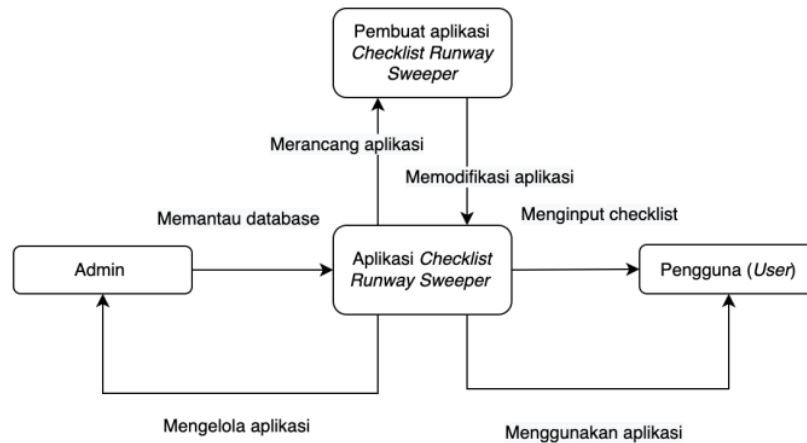 Pembuat aplikasi
Checklist Runway
Sweeper
Merancang aplikasi
Memodifikasi aplikasi
Memantau database
Menginput checklist
Admin
Aplikasi Checklist
Runway Sweeper
Pengguna (User)
Mengelola aplikasi
Menggunakan aplikasi